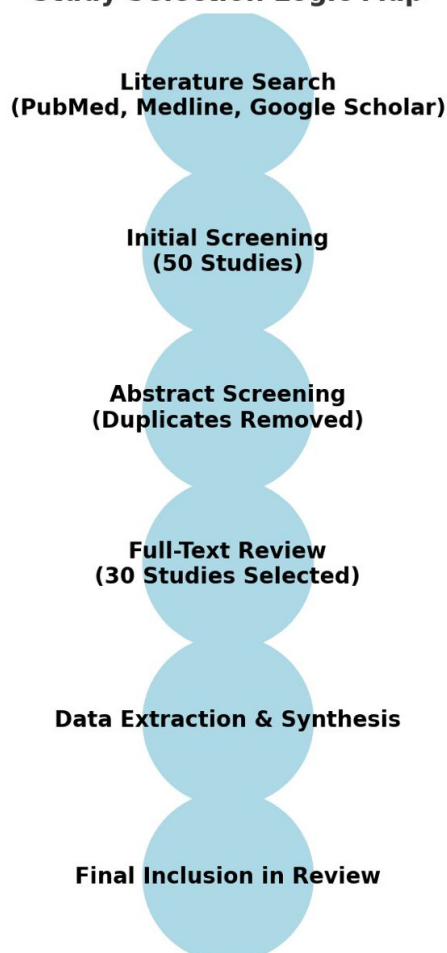 Study Selection Logic Map
Literature Search
(PubMed, Medline, Google Scholar)
Initial Screening
(50 Studies)
Abstract Screening
(Duplicates Removed)
Full-Text Review
(30 Studies Selected)
Data Extraction & Synthesis
Final Inclusion in Review